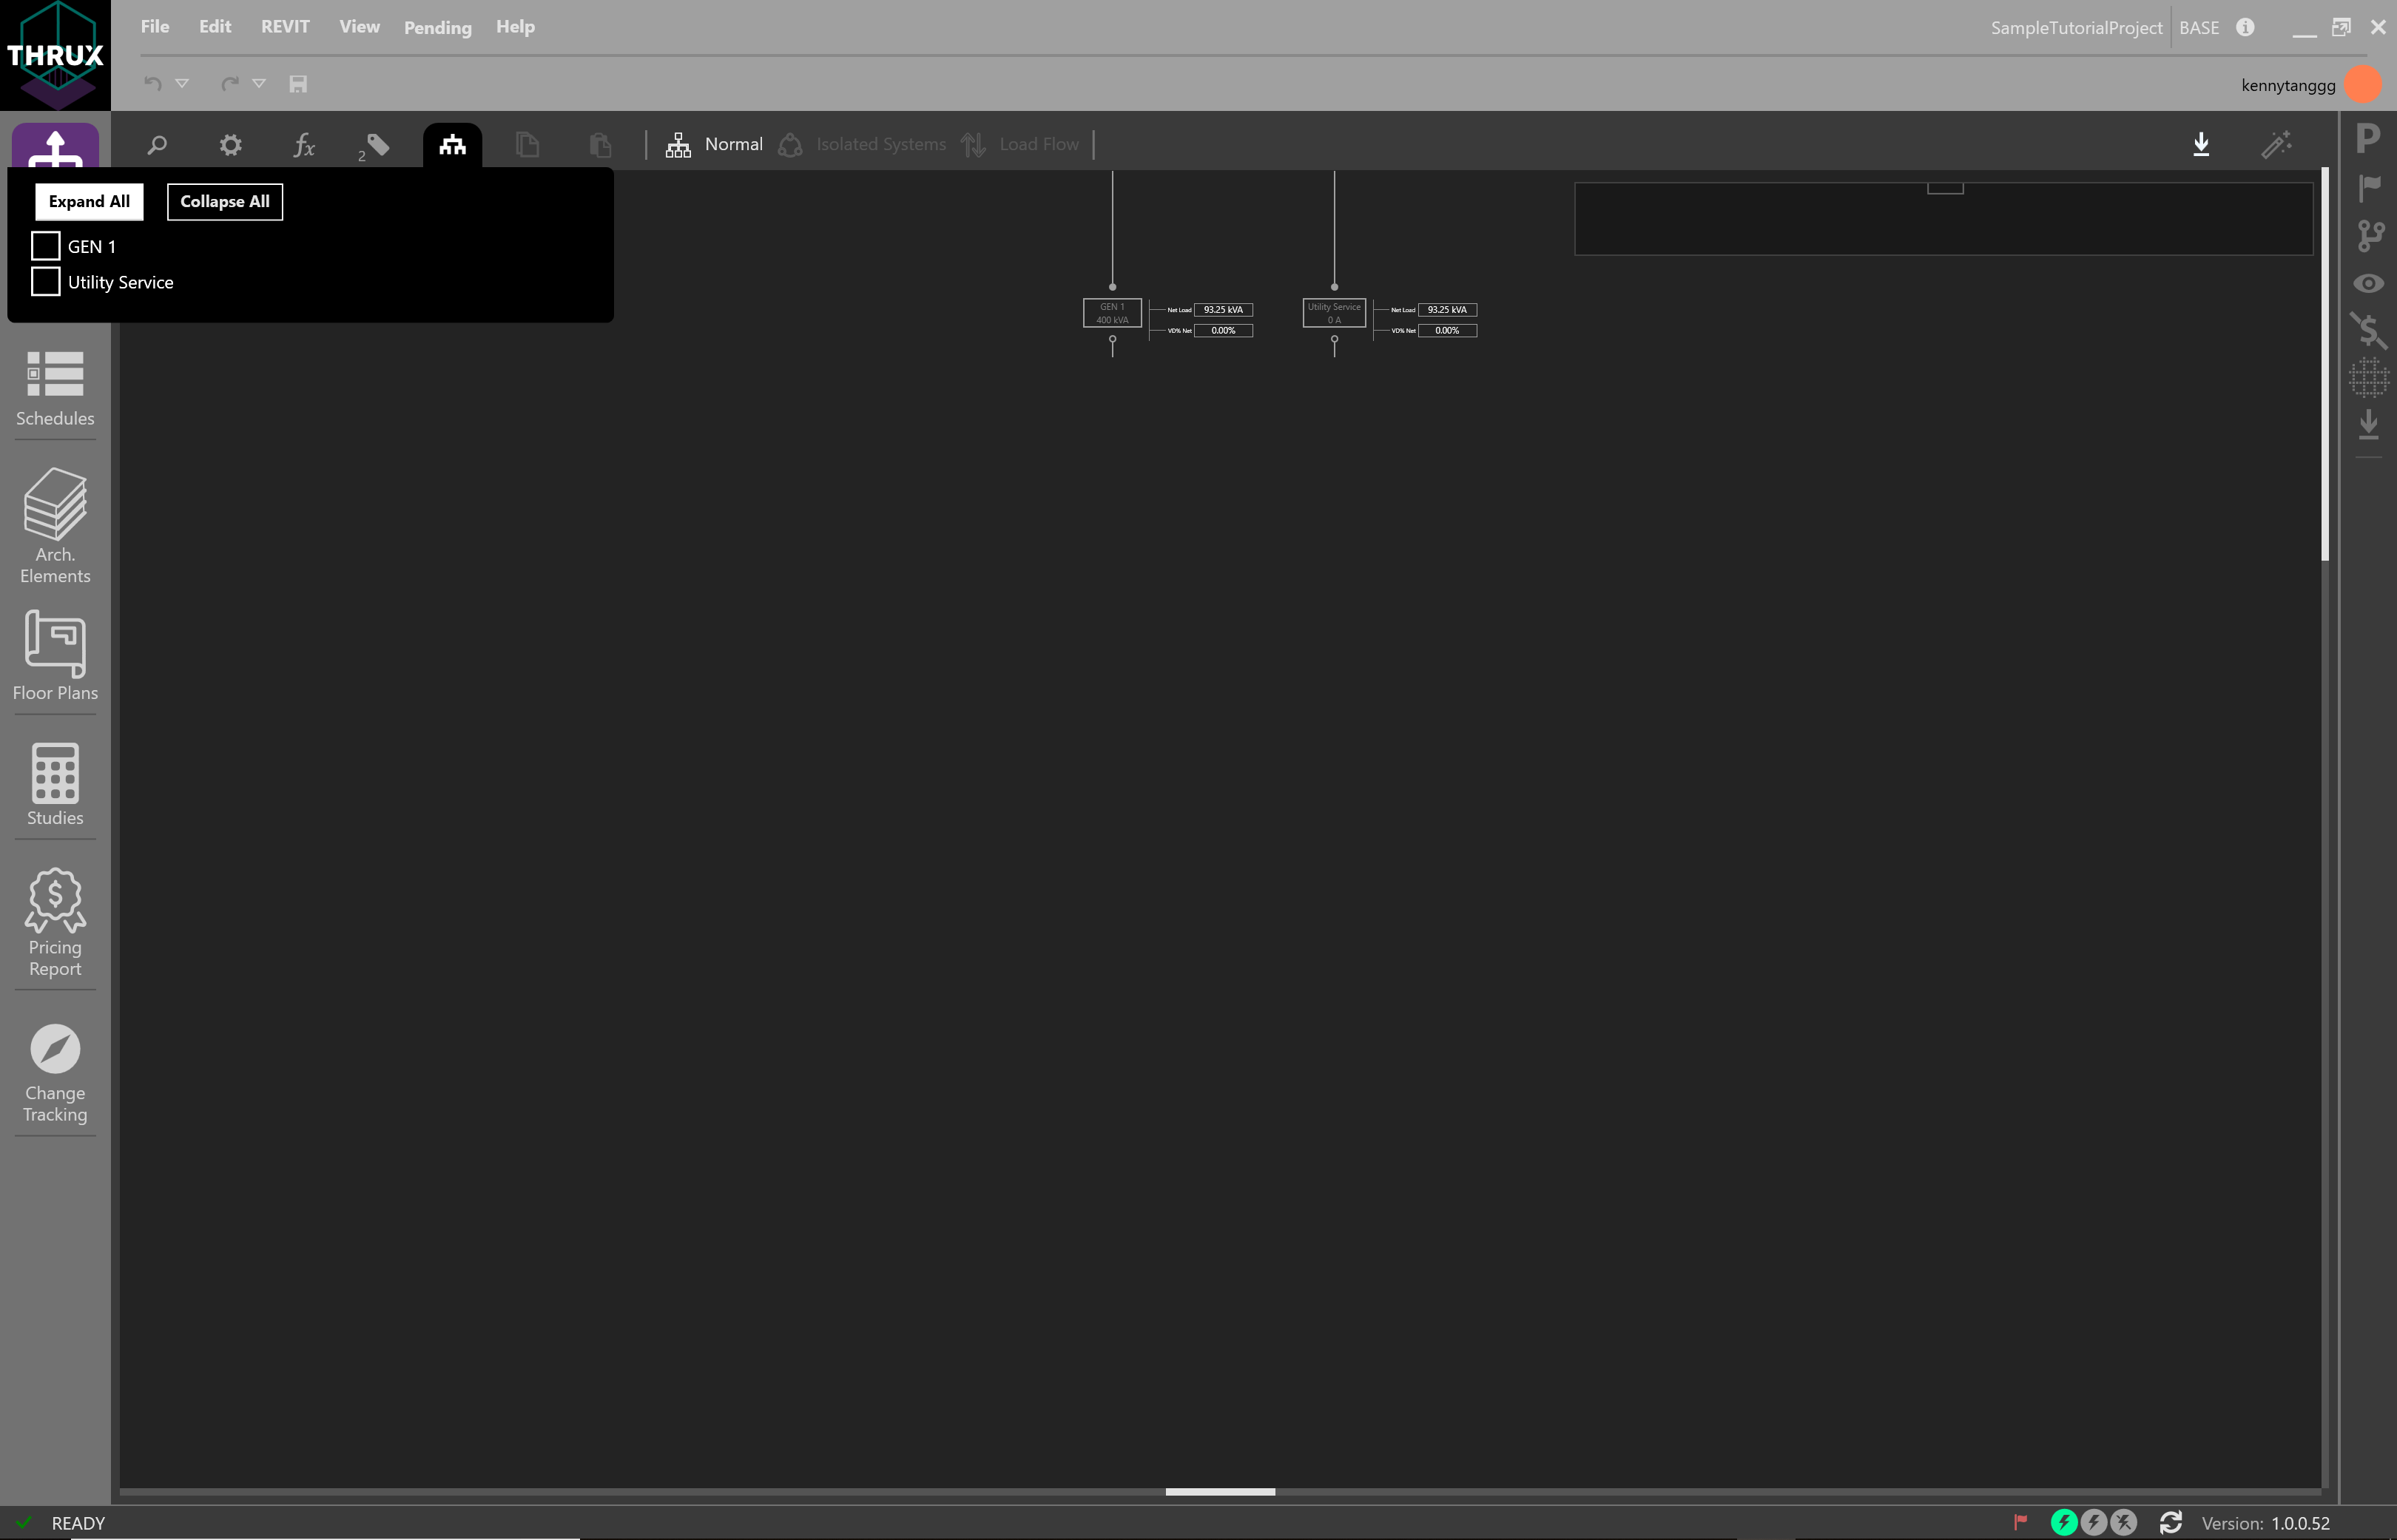 THRUX
File Edit REVIT View Pending Help
SampleTutorialProject BASE
kennytanggg
2
Normal Isolated Systems Load Flow
P
Expand All Collapse All
GEN 1
Utility Service
GEN 1
400 kVA
Net Load 93.25 kVA
VD% Net 0.00%
Utility Service
0 A
Net Load 93.25 kVA
VD% Net 0.00%
Schedules
Arch.
Elements
Floor Plans
Studies
Pricing
Report
Change
Tracking
READY
Version: 1.0.0.52